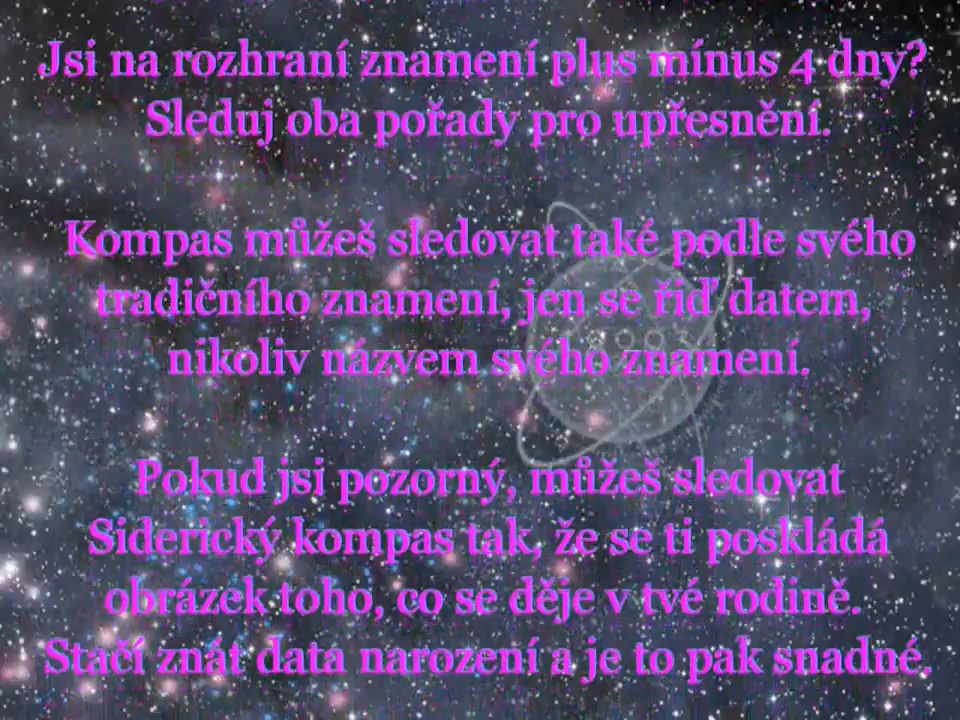 Jsi na rozhraní znamení plus mínus 4 dny?
Sleduj oba pořady pro upřesnění.
Kompas můžeš sledovat také podle svého
tradičního znamení, jen se řiď datem,
nikoliv názvem svého znamení.
Pokud jsi pozorný, můžeš sledovat
Siderický kompas tak, že se ti poskládá
obrázek toho, co se děje v tvé rodině.
Stačí znát data narození a je to pak snadné.